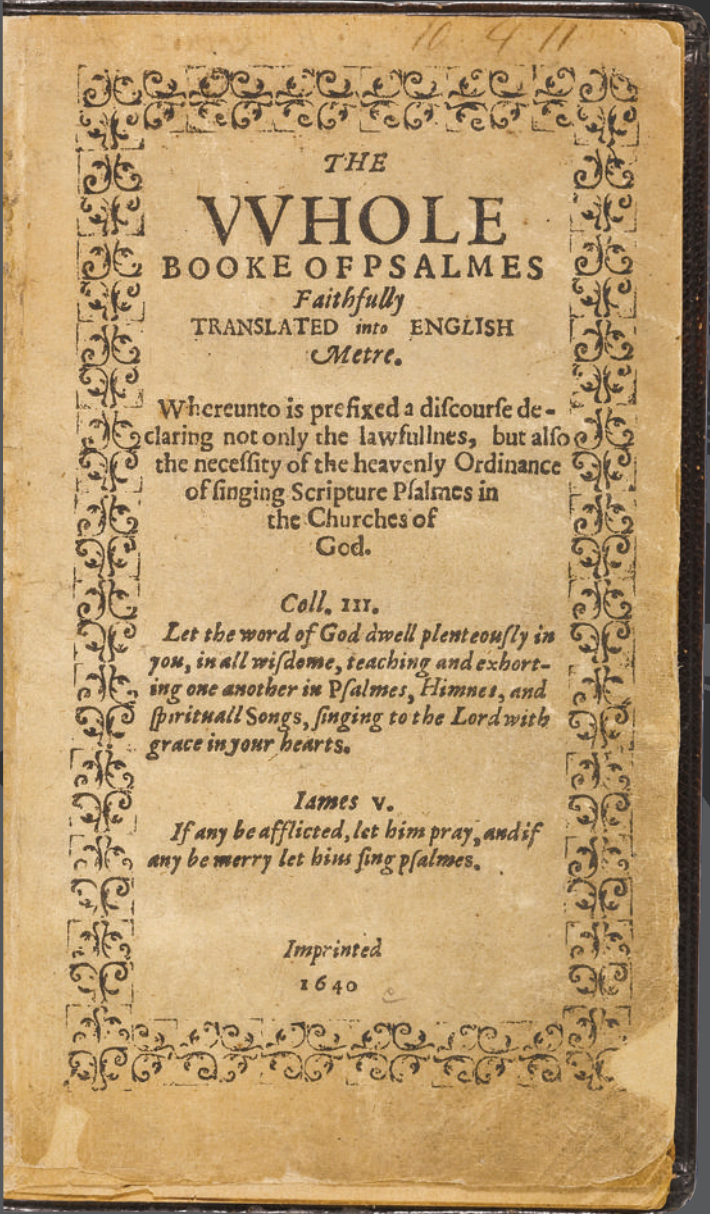 10 4 11
THE
VVHOLE
BOOKE OF PSALMES
Faithfully
TRANSLATED into ENGLISH
Metre.
Whereunto is prefixed a diſcourſe de-
claring not only the lawfullnes, but alſo
the neceſſity of the heavenly Ordinance
of ſinging Scripture Pſalmes in
the Churches of
God.
Coll. III.
Let the word of God dwell plenteouſly in
you, in all wiſdome, teaching and exhort-
ing one another in Pſalmes, Himnes, and
ſpirituall Songs, ſinging to the Lord with
grace in your hearts.
Iames v.
If any be afflicted, let him pray, and if
any be merry let him ſing pſalmes.
Imprinted
1640